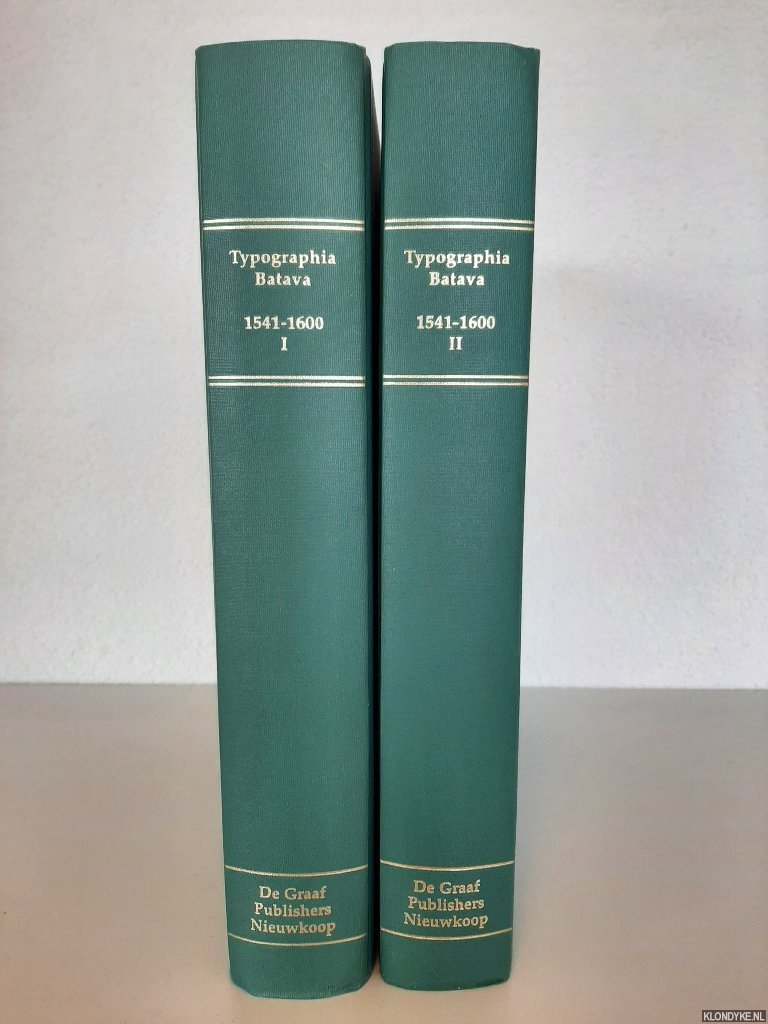 Typographia
Batava
1541-1600
I
De Graaf
Publishers
Nieuwkoop
Typographia
Batava
1541-1600
II
De Graaf
Publishers
Nieuwkoop
KLONDYKE.NL